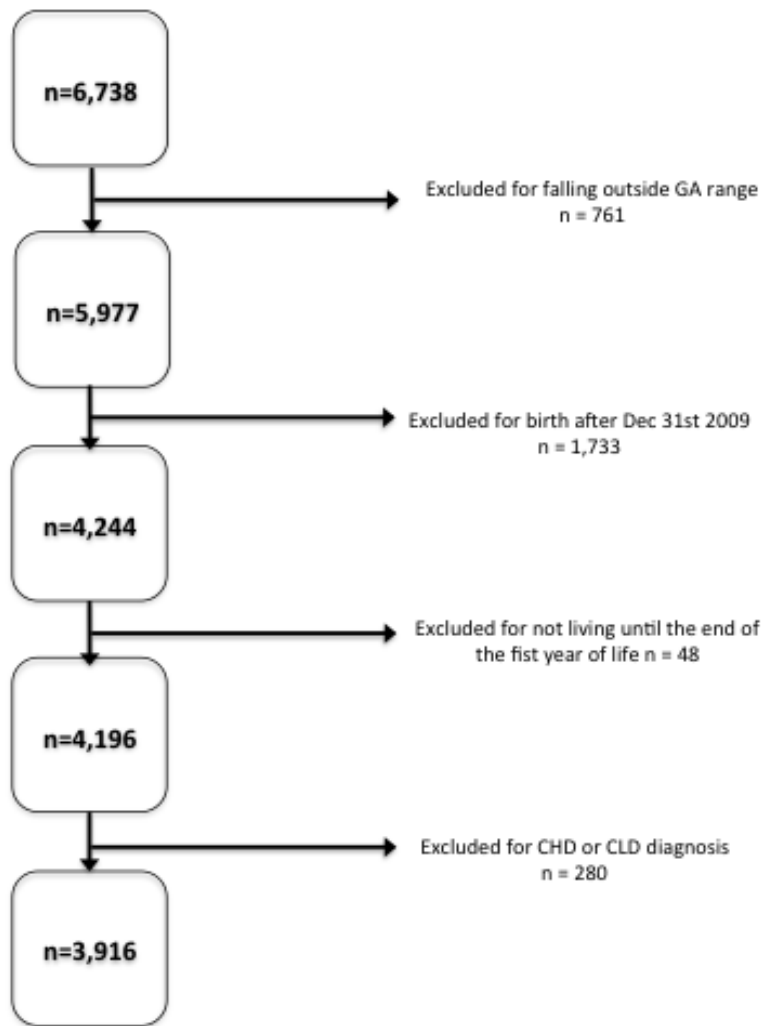 n=6,738
Excluded for falling outside GA range
n = 761
n=5,977
Excluded for birth after Dec 31st 2009
n = 1,733
n=4,244
Excluded for not living until the end of
the fist year of life n = 48
n=4,196
Excluded for CHD or CLD diagnosis
n = 280
n=3,916